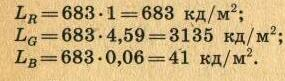 L_R = 683·1 = 683 кд/м²;
L_G = 683·4,59 = 3135 кд/м²;
L_B = 683·0,06 = 41 кд/м².